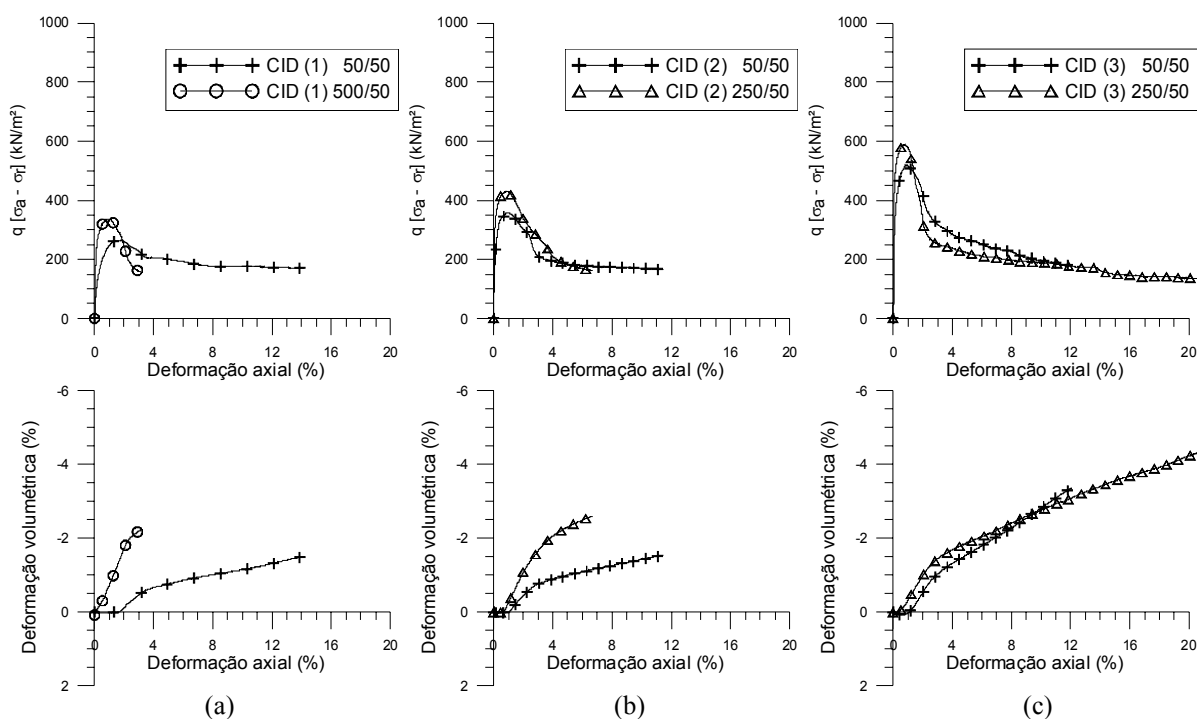 1000
800
600
400
200
0
q [σa - σr] (kN/m²)
CID (1) 50/50
CID (1) 500/50
0 4 8 12 16 20
Deformação axial (%)
1000
800
600
400
200
0
q [σa - σr] (kN/m²)
CID (2) 50/50
CID (2) 250/50
0 4 8 12 16 20
Deformação axial (%)
1000
800
600
400
200
0
q [σa - σr] (kN/m²)
CID (3) 50/50
CID (3) 250/50
0 4 8 12 16 20
Deformação axial (%)
-6
-4
-2
0
2
Deformação volumétrica (%)
0 4 8 12 16 20
Deformação axial (%)
(a)
-6
-4
-2
0
2
Deformação volumétrica (%)
0 4 8 12 16 20
Deformação axial (%)
(b)
-6
-4
-2
0
2
Deformação volumétrica (%)
0 4 8 12 16 20
Deformação axial (%)
(c)